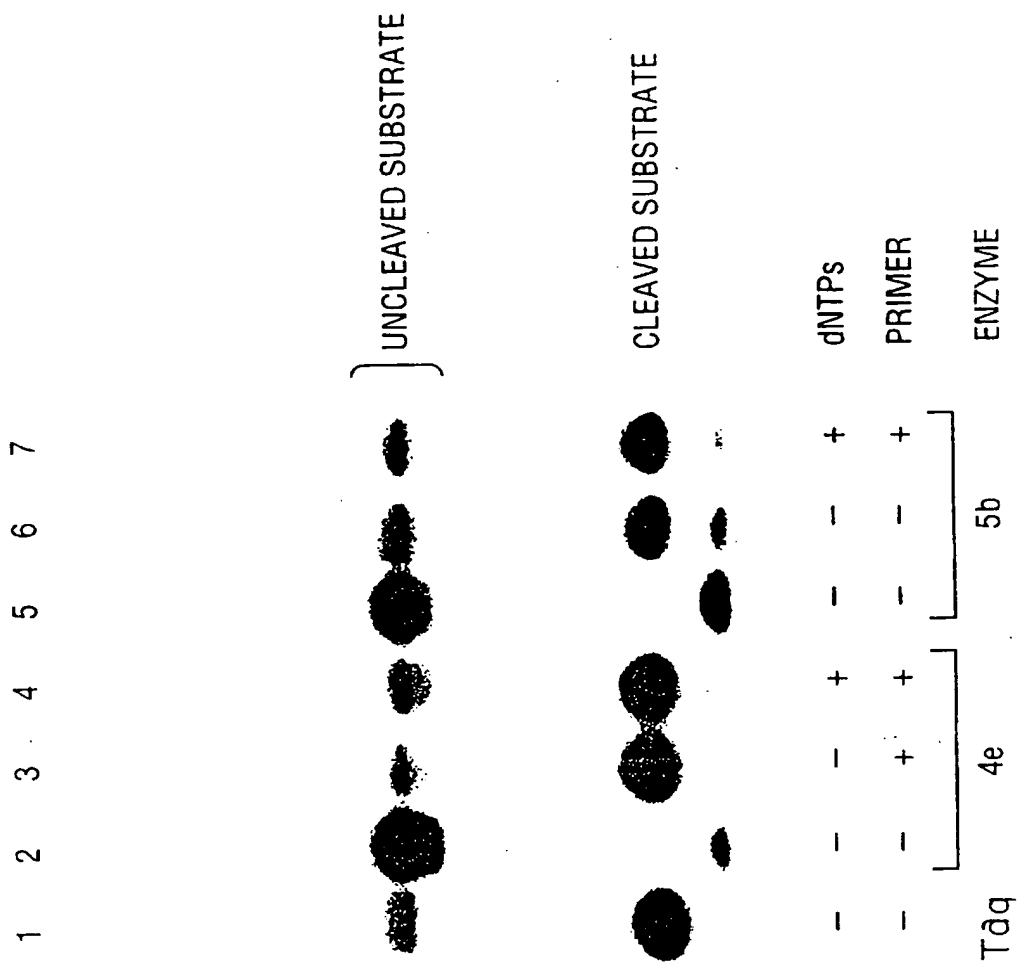 1 2 3 4 5 6 7
UNCLEAVED SUBSTRATE
CLEAVED SUBSTRATE
− − − + − − + dNTPs
− − + + − − + PRIMER
Taq 4e 5b ENZYME